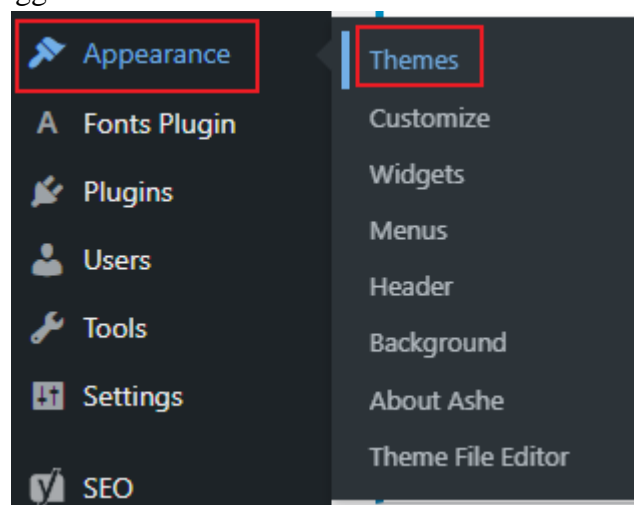 gg
Appearance
Themes
Fonts Plugin
Customize
Plugins
Widgets
Menus
Users
Header
Tools
Background
Settings
About Ashe
Theme File Editor
SEO